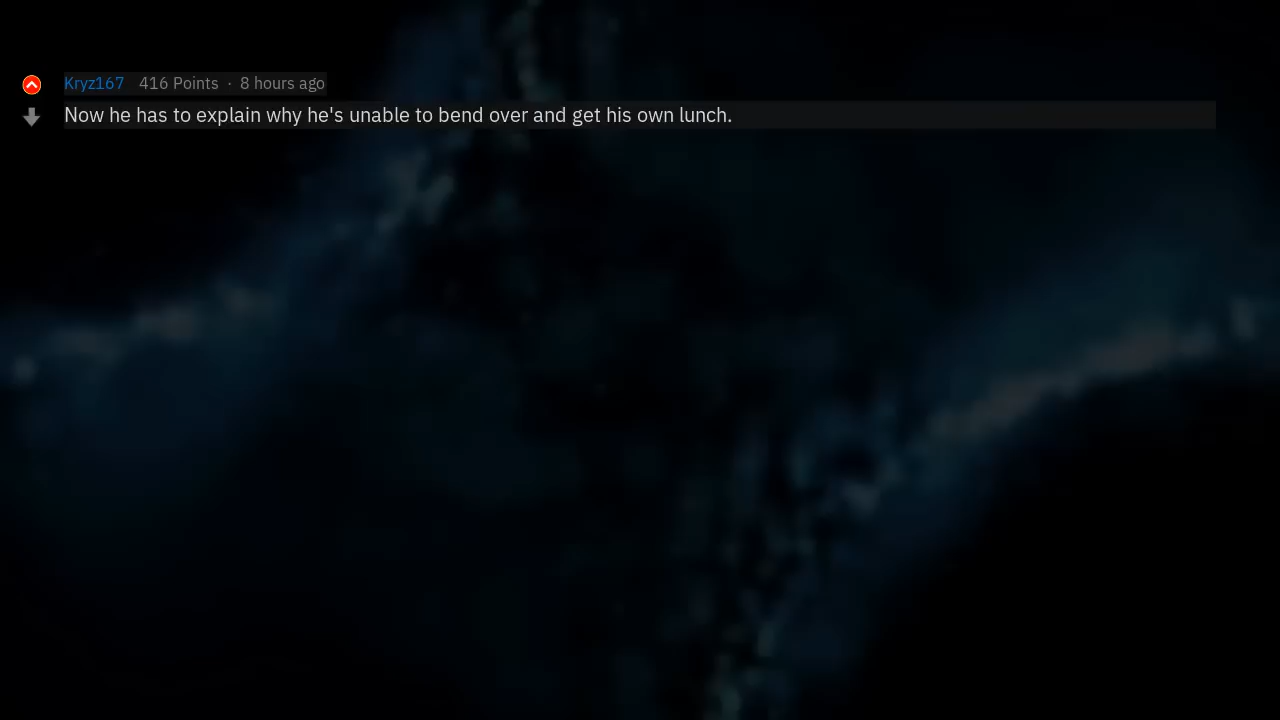 Kryz167 416 Points · 8 hours ago
Now he has to explain why he's unable to bend over and get his own lunch.